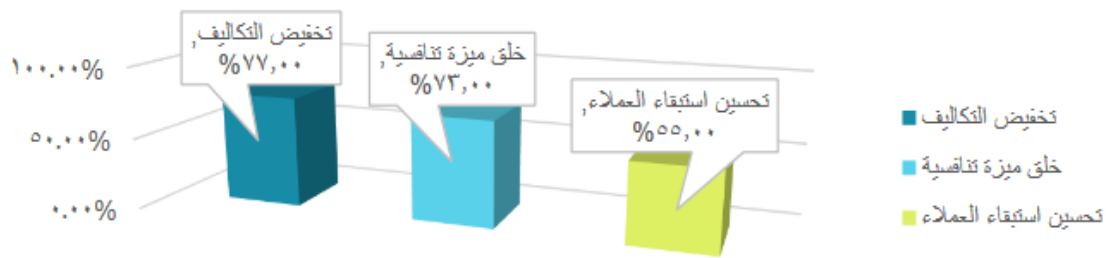 تخفيض التكاليف,
%٧٧,٠٠
خلق ميزة تنافسية,
%٧٣,٠٠
تحسين استبقاء العملاء,
%٥٥,٠٠
١٠٠.٠٠%
٥٠.٠٠%
٠.٠٠%
تخفيض التكاليف
خلق ميزة تنافسية
تحسين استبقاء العملاء